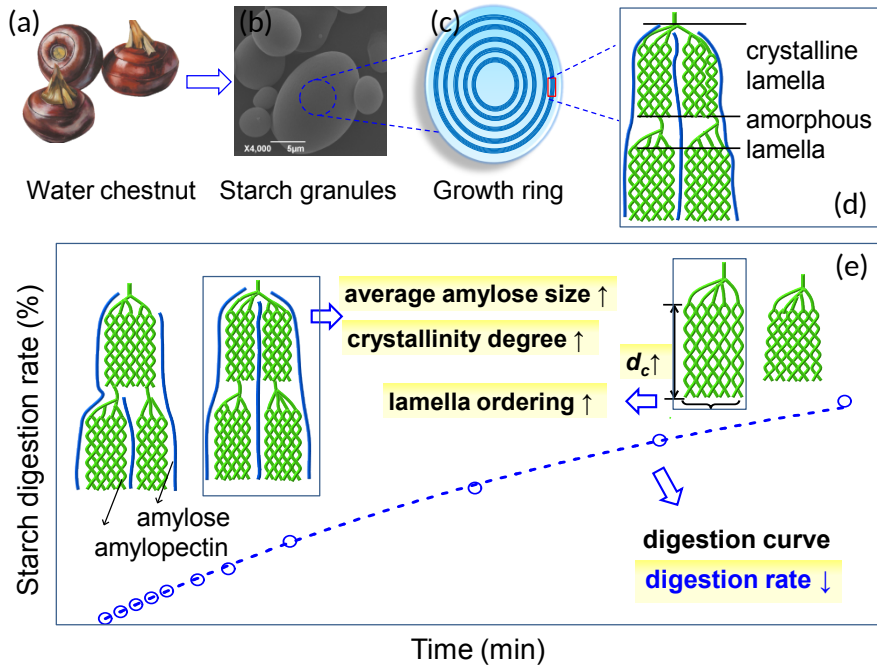 (a)
(b)
(c)
crystalline
lamella
amorphous
lamella
X4,000 5µm
Water chestnut
Starch granules
Growth ring
(d)
(e)
average amylose size ↑
crystallinity degree ↑
d_c↑
lamella ordering ↑
amylose
amylopectin
digestion curve
digestion rate ↓
Starch digestion rate (%)
Time (min)